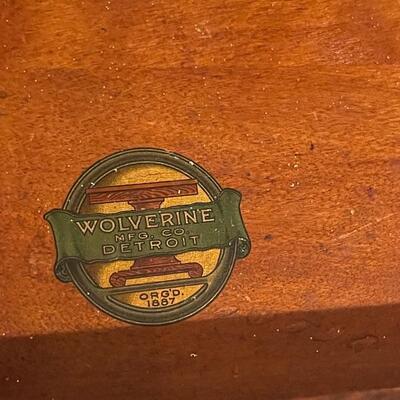 WOLVERINE
MFG. CO.
DETROIT
ORG'D.
1887